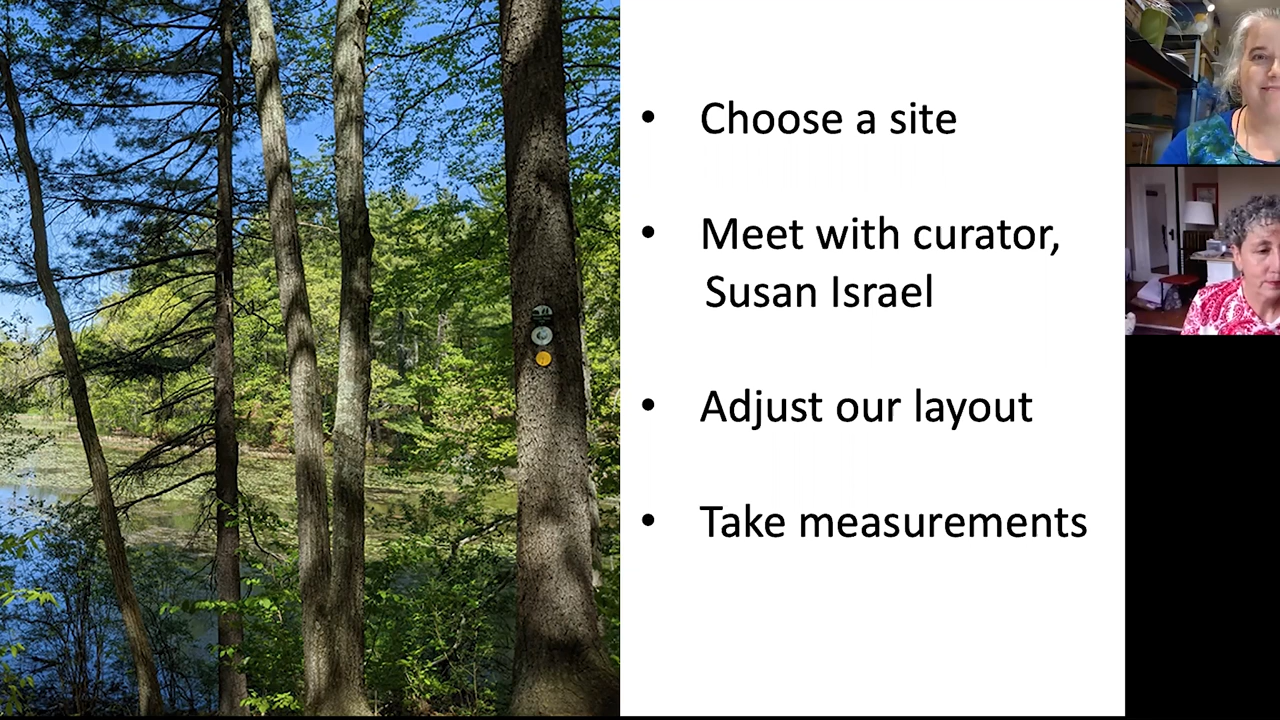 • Choose a site
• Meet with curator,
Susan Israel
• Adjust our layout
• Take measurements